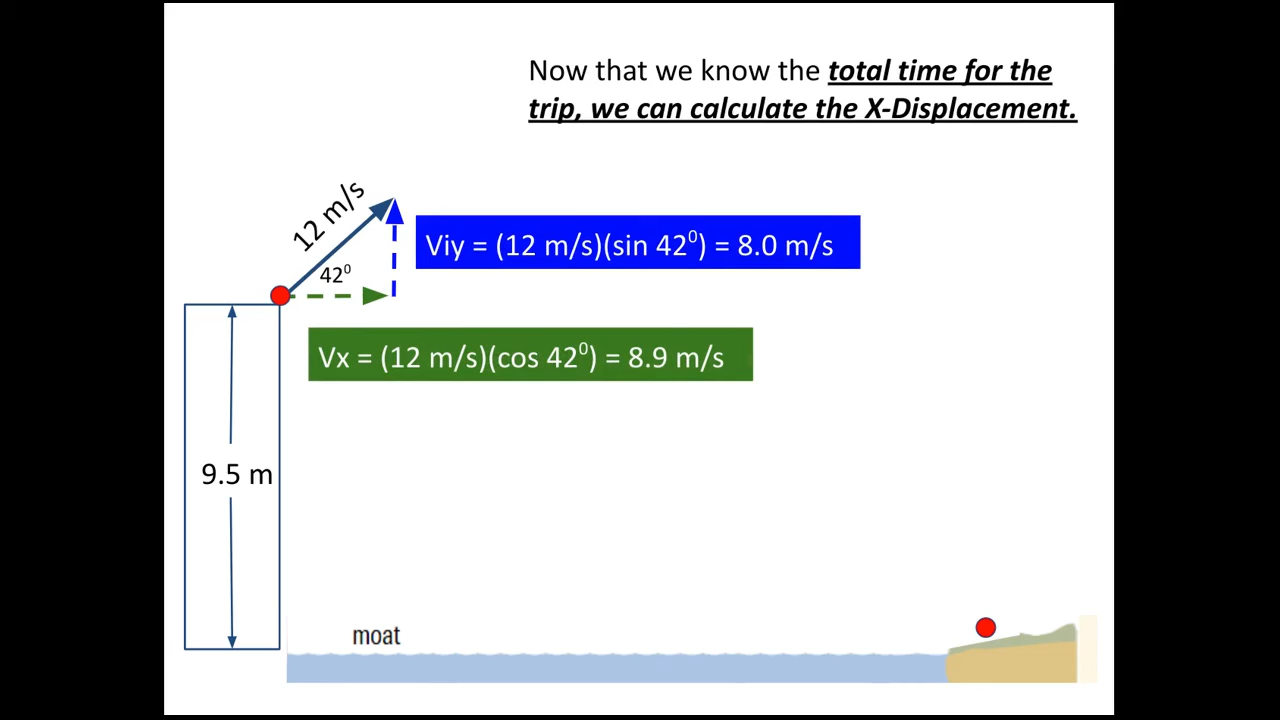 Now that we know the total time for the
trip, we can calculate the X-Displacement.
12 m/s
42⁰
Viy = (12 m/s)(sin 42⁰) = 8.0 m/s
Vx = (12 m/s)(cos 42⁰) = 8.9 m/s
9.5 m
moat